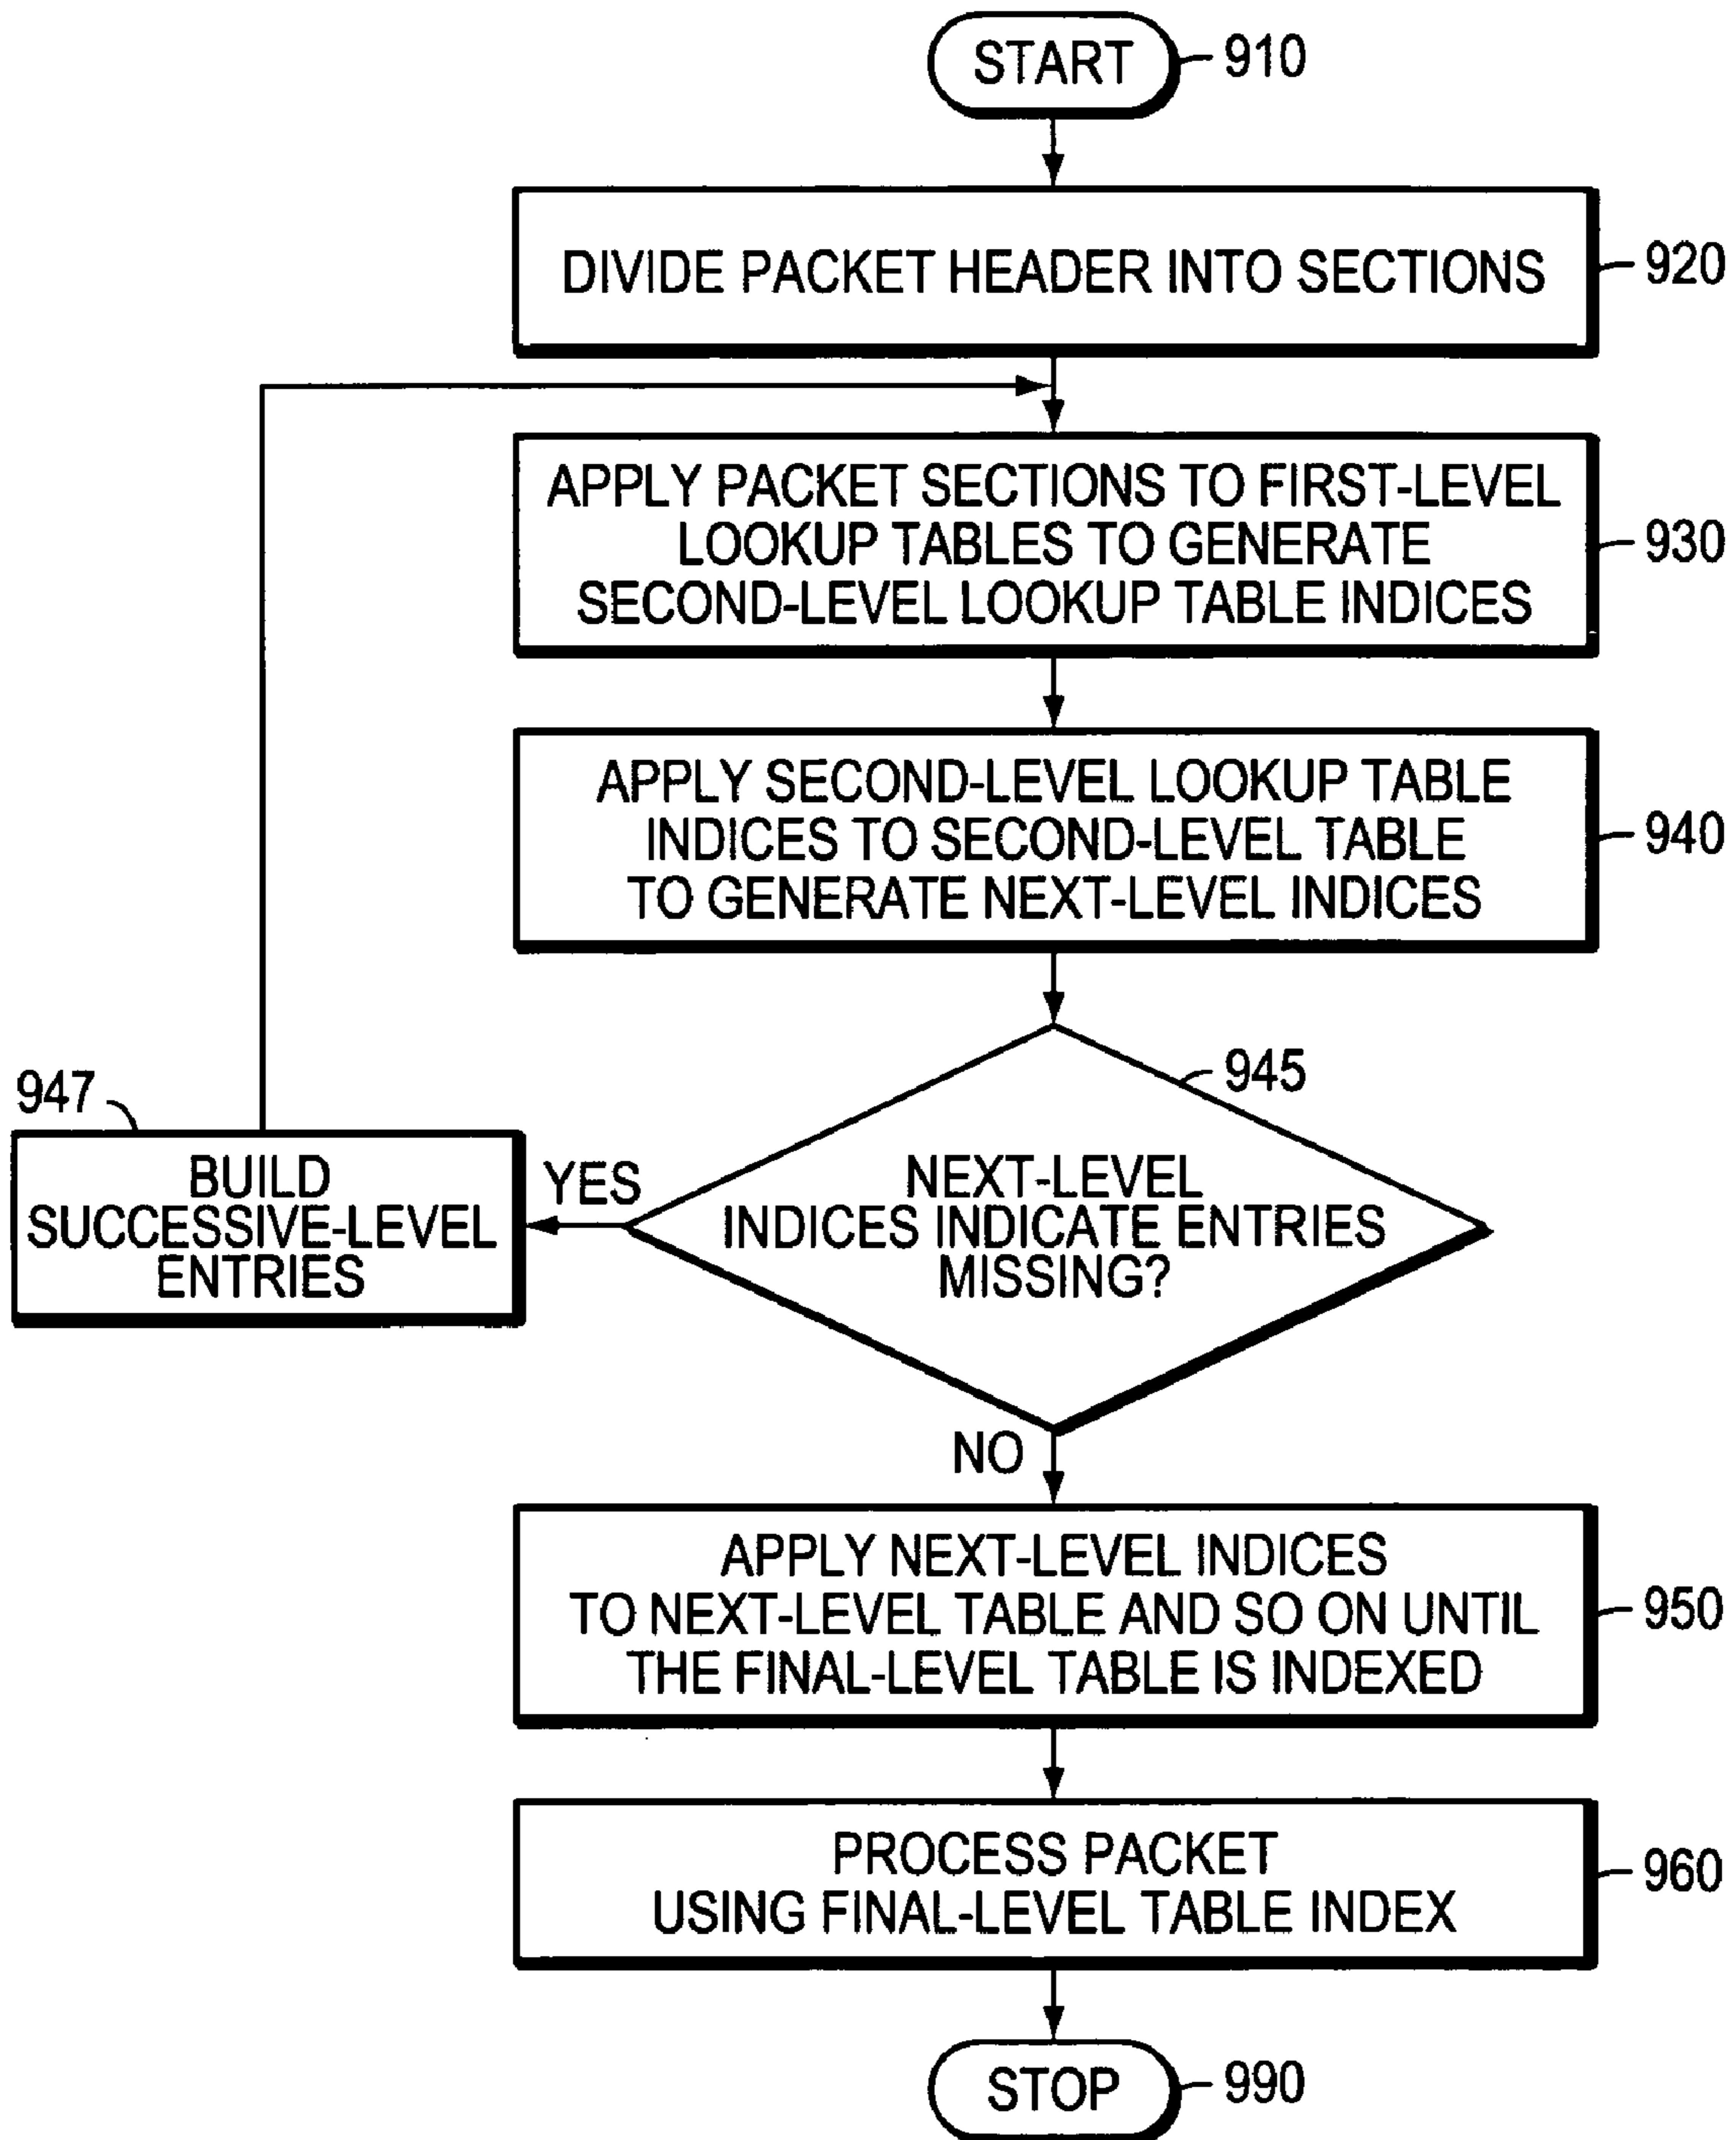 START
910
DIVIDE PACKET HEADER INTO SECTIONS
920
APPLY PACKET SECTIONS TO FIRST-LEVEL
LOOKUP TABLES TO GENERATE
SECOND-LEVEL LOOKUP TABLE INDICES
930
APPLY SECOND-LEVEL LOOKUP TABLE
INDICES TO SECOND-LEVEL TABLE
TO GENERATE NEXT-LEVEL INDICES
940
945
NEXT-LEVEL
INDICES INDICATE ENTRIES
MISSING?
YES
947
BUILD
SUCCESSIVE-LEVEL
ENTRIES
NO
APPLY NEXT-LEVEL INDICES
TO NEXT-LEVEL TABLE AND SO ON UNTIL
THE FINAL-LEVEL TABLE IS INDEXED
950
PROCESS PACKET
USING FINAL-LEVEL TABLE INDEX
960
STOP
990